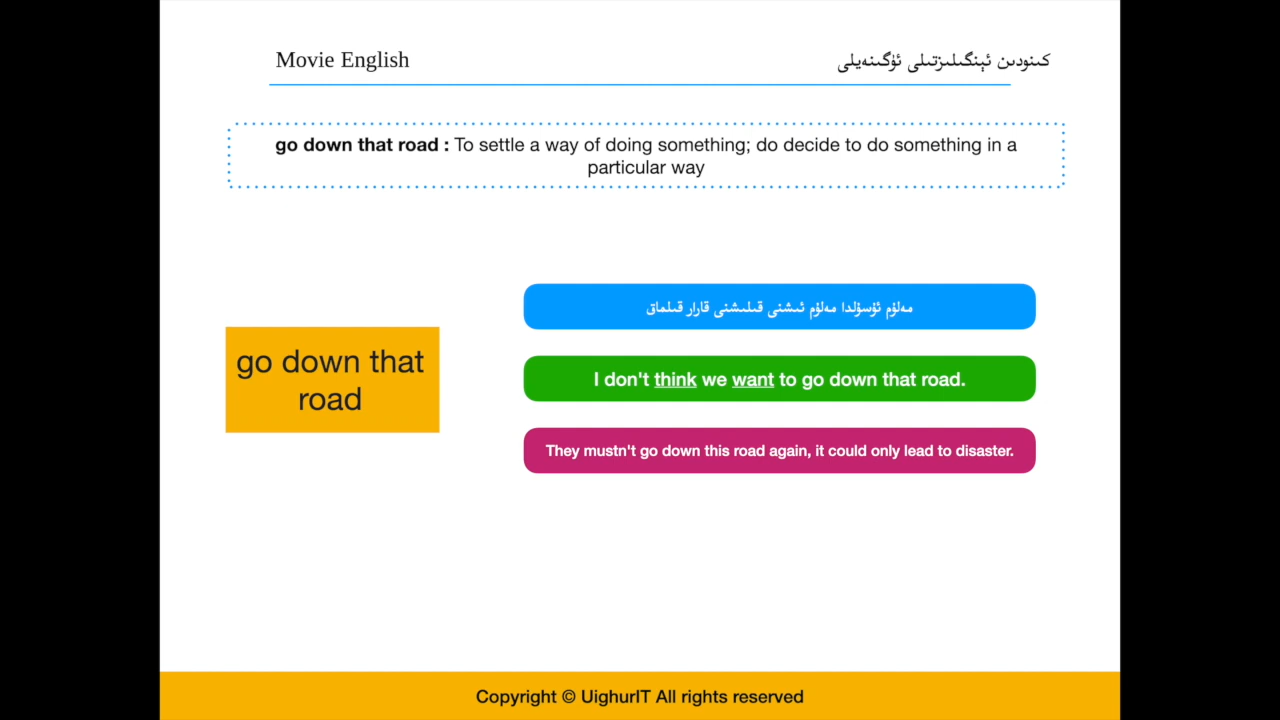 Movie English
كىنودىن ئېنگىلىزتىلى ئۈگىنەيلى
go down that road : To settle a way of doing something; do decide to do something in a
particular way
مەلۇم ئۇسۇلدا مەلۇم ئىشنى قىلىشنى قارار قىلماق
go down that
road
I don't think we want to go down that road.
They mustn't go down this road again, it could only lead to disaster.
Copyright © UighurIT All rights reserved